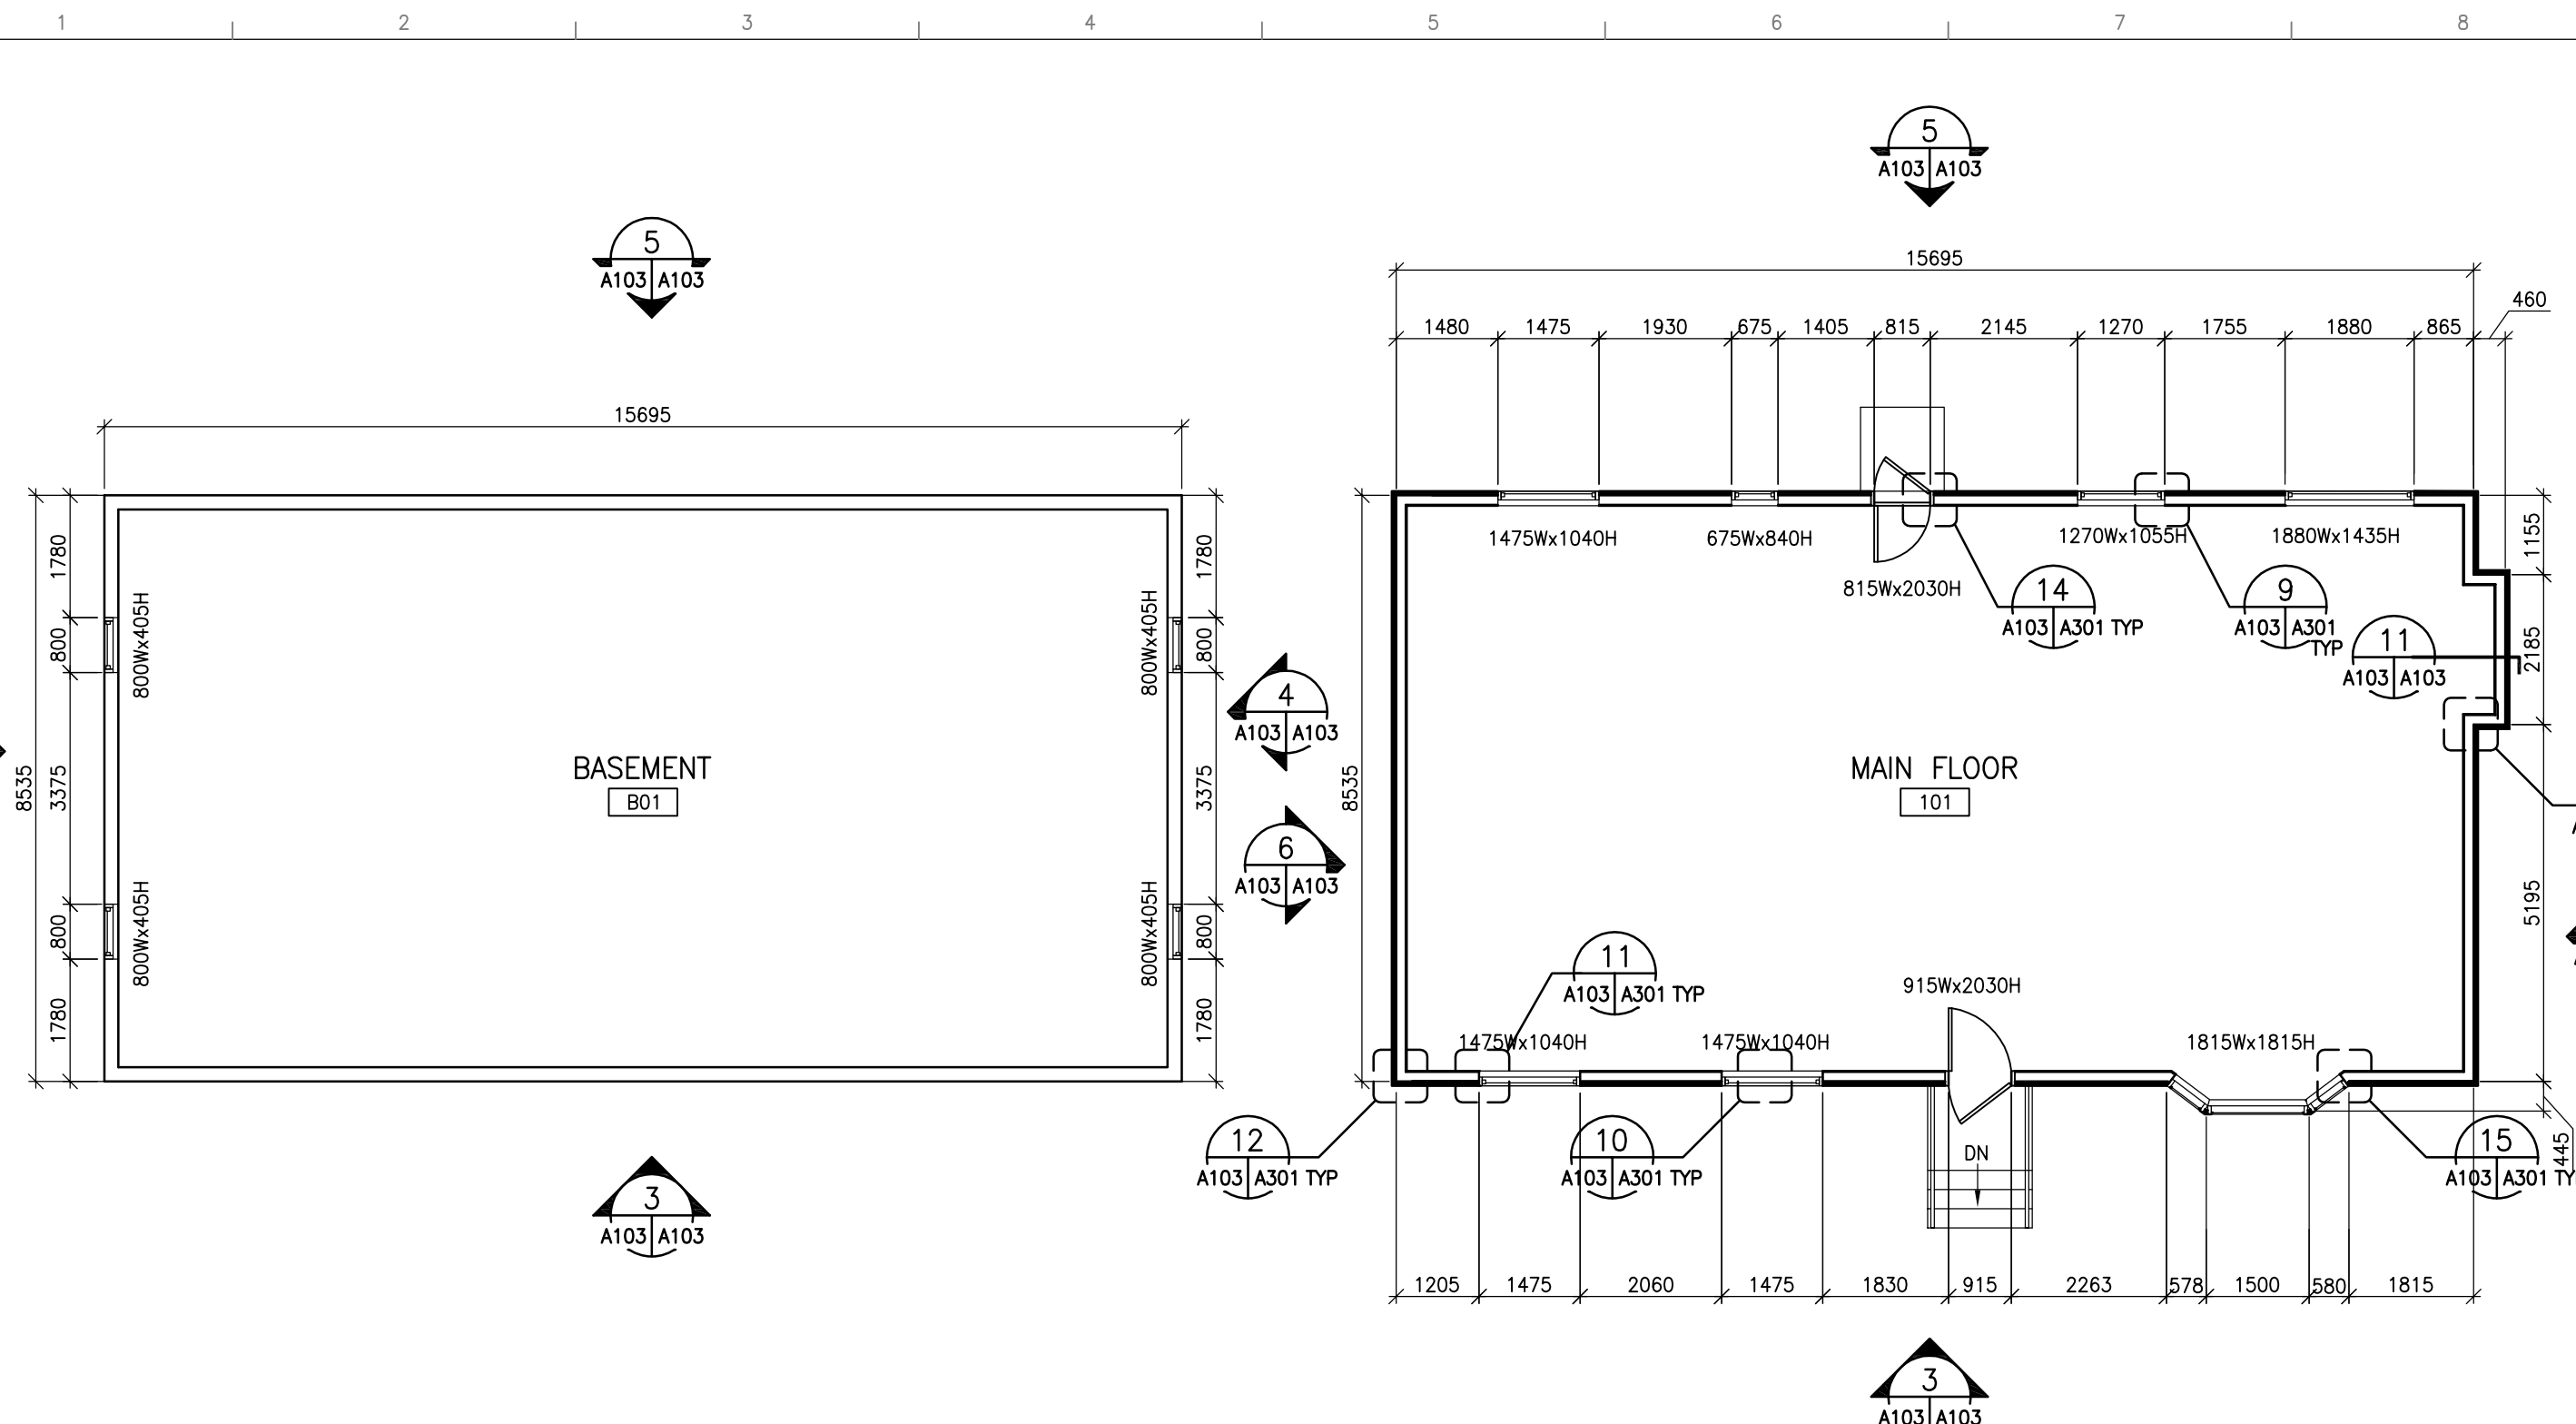 1 2 3 4 5 6 7 8
5
A103 A103
5
A103 A103
15695
460
1480 1475 1930 675 1405 815 2145 1270 1755 1880 865
15695
1475Wx1040H 675Wx840H 1270Wx1055H 1880Wx1435H
815Wx2030H
14
A103 A301 TYP
9
A103 A301
TYP
11
A103 A103
1155
2185
5195
445
8535
1780
800
3375
800
1780
800Wx405H
800Wx405H
BASEMENT
B01
800Wx405H
800Wx405H
1780
800
3375
800
1780
4
A103 A103
6
A103 A103
8535
MAIN FLOOR
101
11
A103 A301 TYP
915Wx2030H
1475Wx1040H 1475Wx1040H 1815Wx1815H
12
A103 A301 TYP
10
A103 A301 TYP
DN
15
A103 A301 TY
3
A103 A103
1205 1475 2060 1475 1830 915 2263 578 1500 580 1815
3
A103 A103